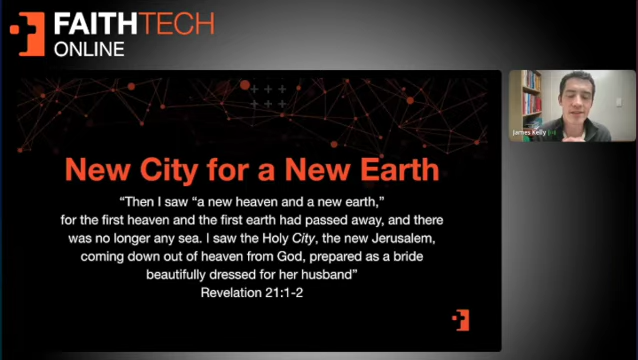 FAITHTECH
ONLINE
New City for a New Earth
“Then I saw “a new heaven and a new earth,”
for the first heaven and the first earth had passed away, and there
was no longer any sea. I saw the Holy City, the new Jerusalem,
coming down out of heaven from God, prepared as a bride
beautifully dressed for her husband”
Revelation 21:1-2
James Kelly